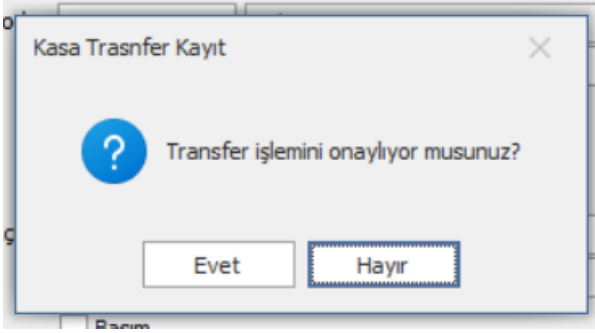 Kasa Trasnfer Kayıt
Transfer işlemini onaylıyor musunuz?
Evet
Hayır
Basım